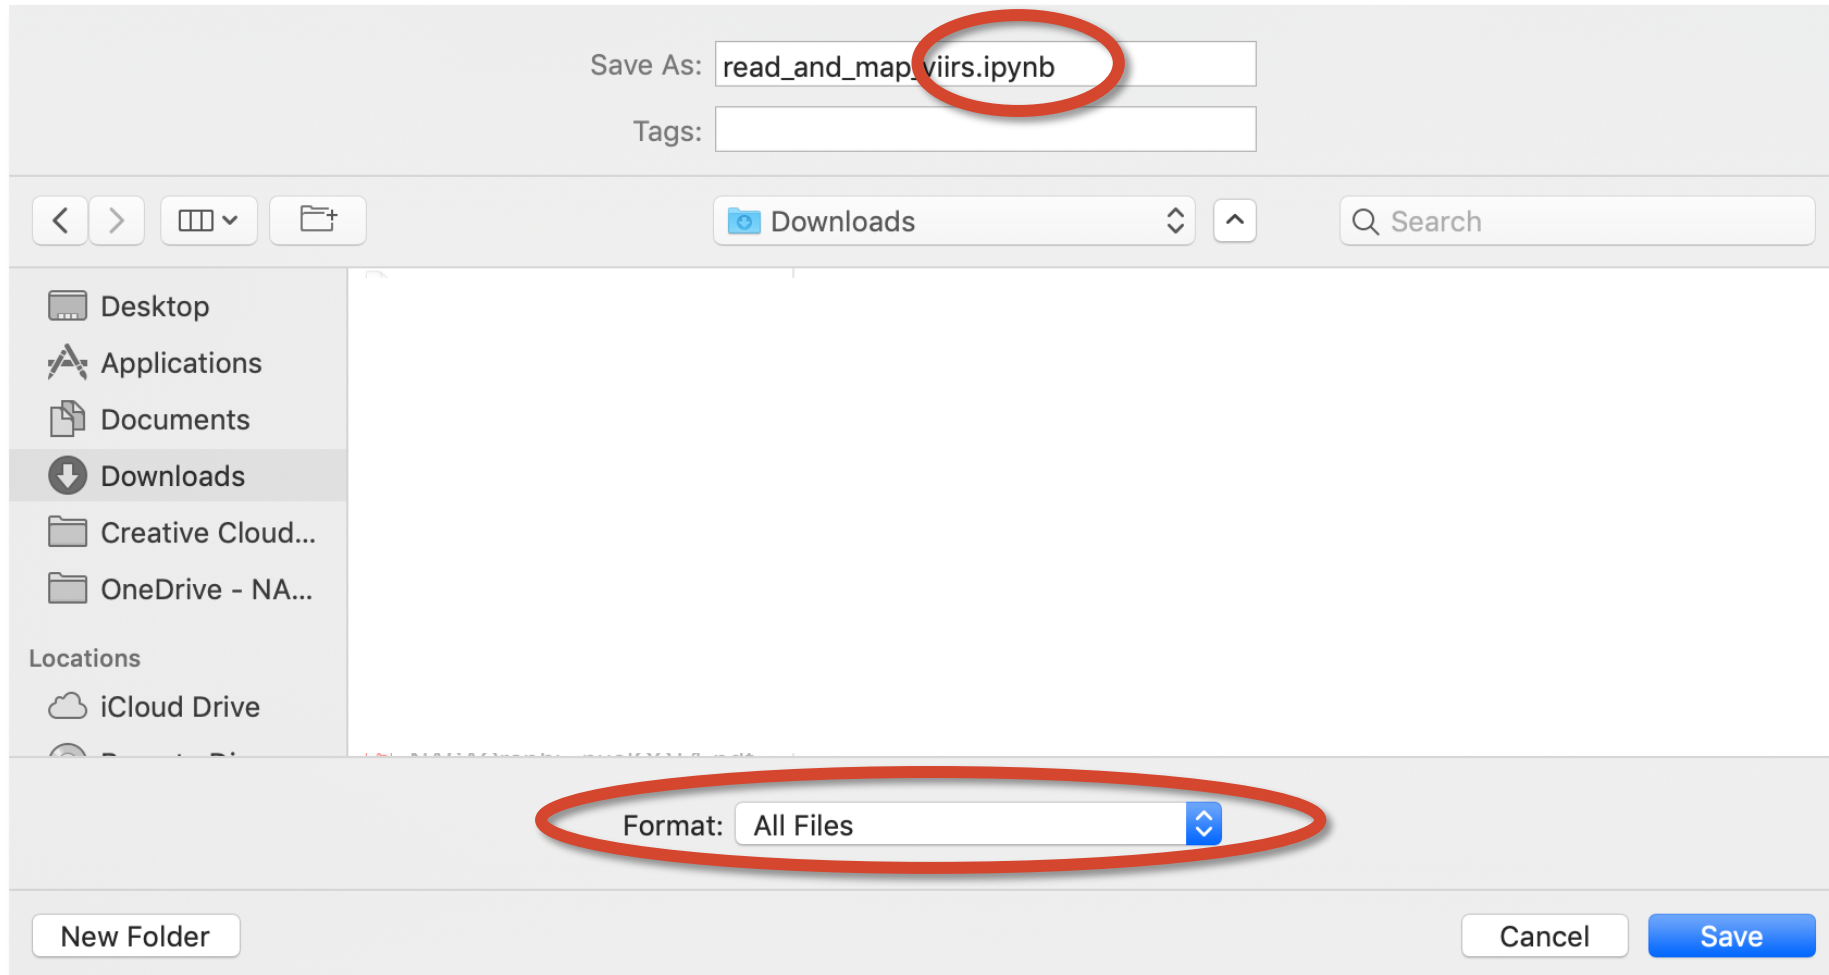 Save As: read_and_map_viirs.ipynb
Tags:
Downloads
Search
Desktop
Applications
Documents
Downloads
Creative Cloud...
OneDrive - NA...
Locations
iCloud Drive
Format: All Files
New Folder
Cancel
Save